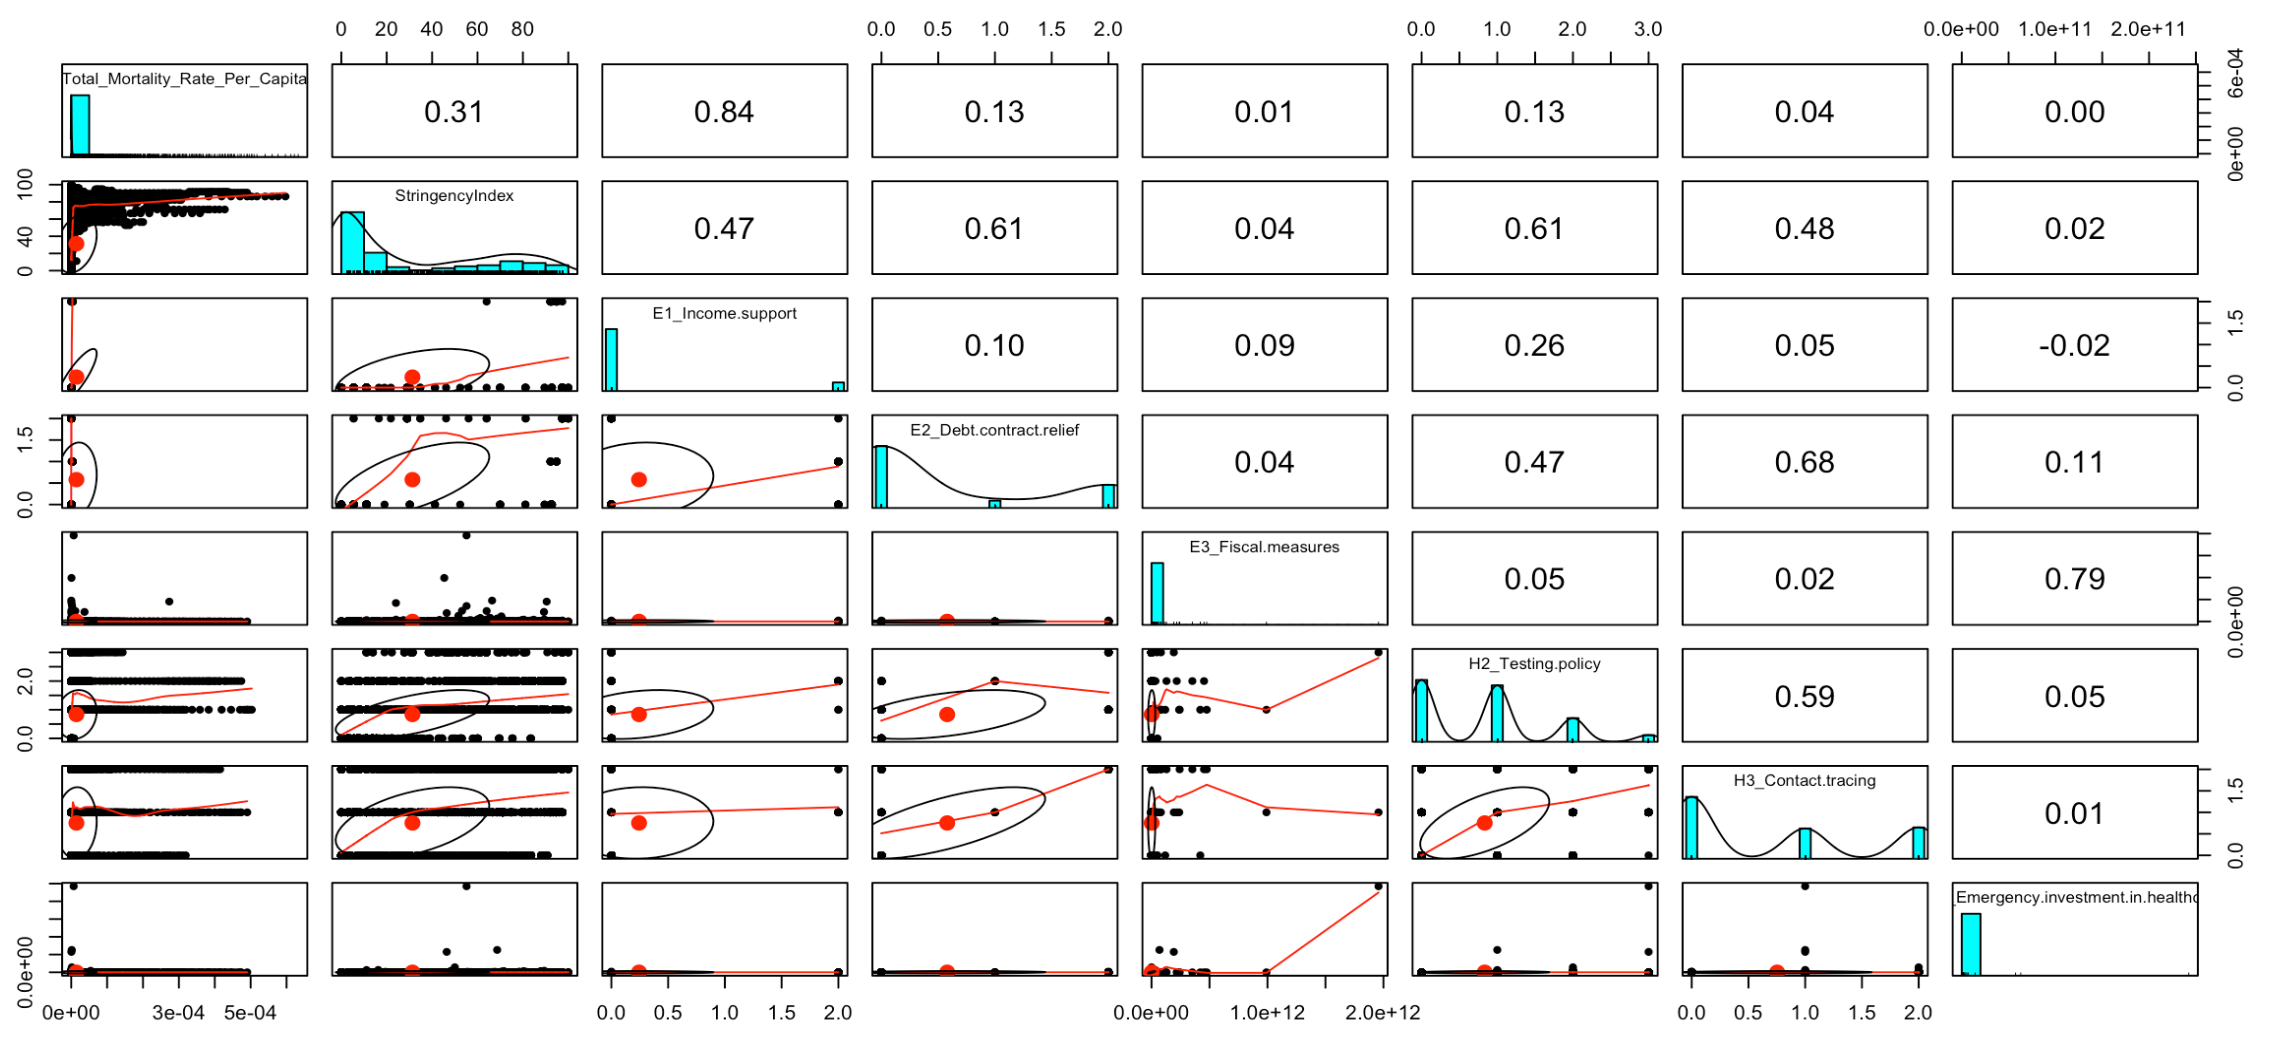 0 20 40 60 80 0.0 0.5 1.0 1.5 2.0 0.0 1.0 2.0 3.0 0.0e+00 1.0e+11 2.0e+11
Total_Mortality_Rate_Per_Capita 0.31 0.84 0.13 0.01 0.13 0.04 0.00 0e+00 6e-04
0 40 100 StringencyIndex 0.47 0.61 0.04 0.61 0.48 0.02
E1_Income.support 0.10 0.09 0.26 0.05 -0.02 0.0 1.5
0.0 1.5 E2_Debt.contract.relief 0.04 0.47 0.68 0.11
E3_Fiscal.measures 0.05 0.02 0.79 0.0e+00
0.0 2.0 H2_Testing.policy 0.59 0.05
H3_Contact.tracing 0.01 0.0 1.5
0.0e+00 Emergency.investment.in.healthc
0e+00 3e-04 5e-04 0.0 0.5 1.0 1.5 2.0 0.0e+00 1.0e+12 2.0e+12 0.0 0.5 1.0 1.5 2.0